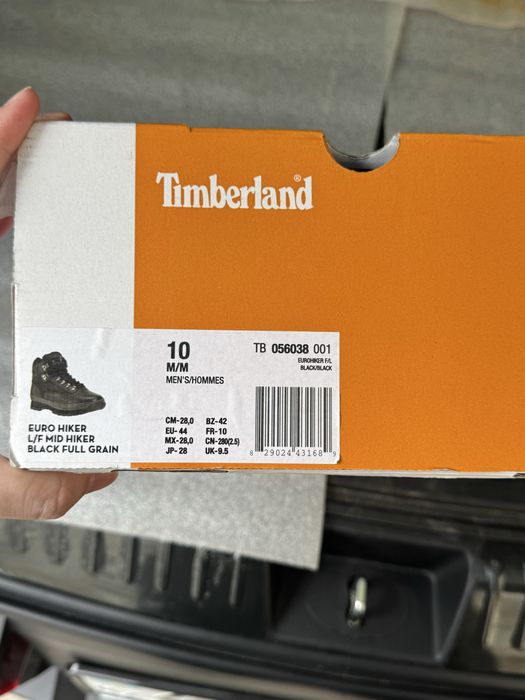 Timberland®
10
M/M
MEN'S/HOMMES
TB 056038 001
EUROHIKER F/L
BLACK/BLACK
EURO HIKER
L/F MID HIKER
BLACK FULL GRAIN
CM-28,0 BZ-42
EU- 44 FR-10
MX-28,0 CN-280(2.5)
JP- 28 UK-9.5
8 29024 43168 9